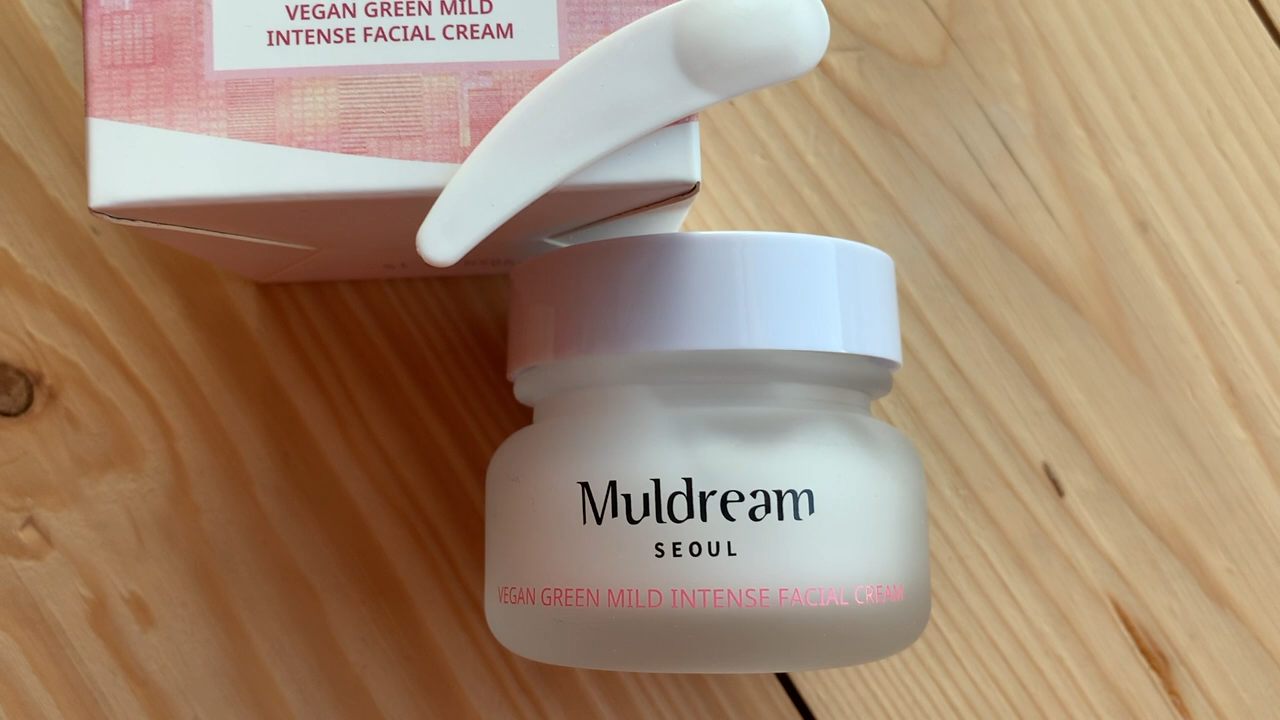 VEGAN GREEN MILD
INTENSE FACIAL CREAM
Muldream
SEOUL
VEGAN GREEN MILD INTENSE FACIAL CREAM